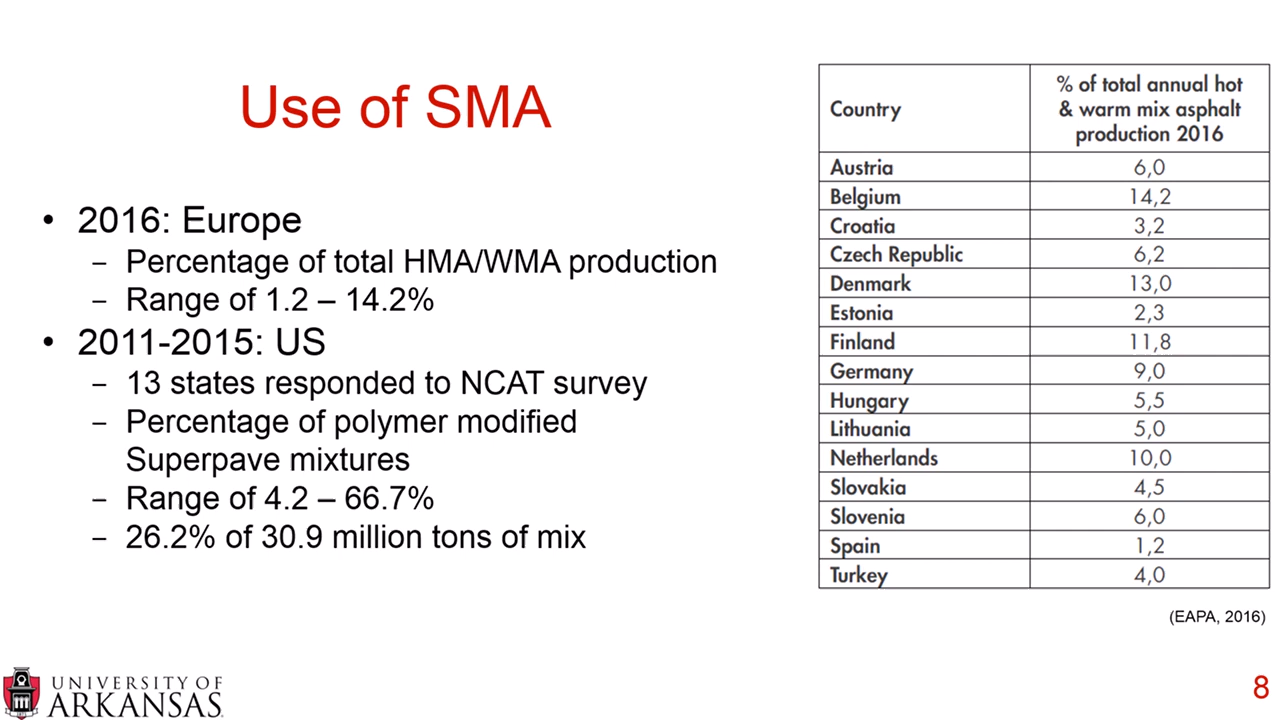 Use of SMA
• 2016: Europe
– Percentage of total HMA/WMA production
– Range of 1.2 – 14.2%
• 2011-2015: US
– 13 states responded to NCAT survey
– Percentage of polymer modified
Superpave mixtures
– Range of 4.2 – 66.7%
– 26.2% of 30.9 million tons of mix
Country % of total annual hot
& warm mix asphalt
production 2016
Austria 6,0
Belgium 14,2
Croatia 3,2
Czech Republic 6,2
Denmark 13,0
Estonia 2,3
Finland 11,8
Germany 9,0
Hungary 5,5
Lithuania 5,0
Netherlands 10,0
Slovakia 4,5
Slovenia 6,0
Spain 1,2
Turkey 4,0
(EAPA, 2016)
UNIVERSITY OF
ARKANSAS
8